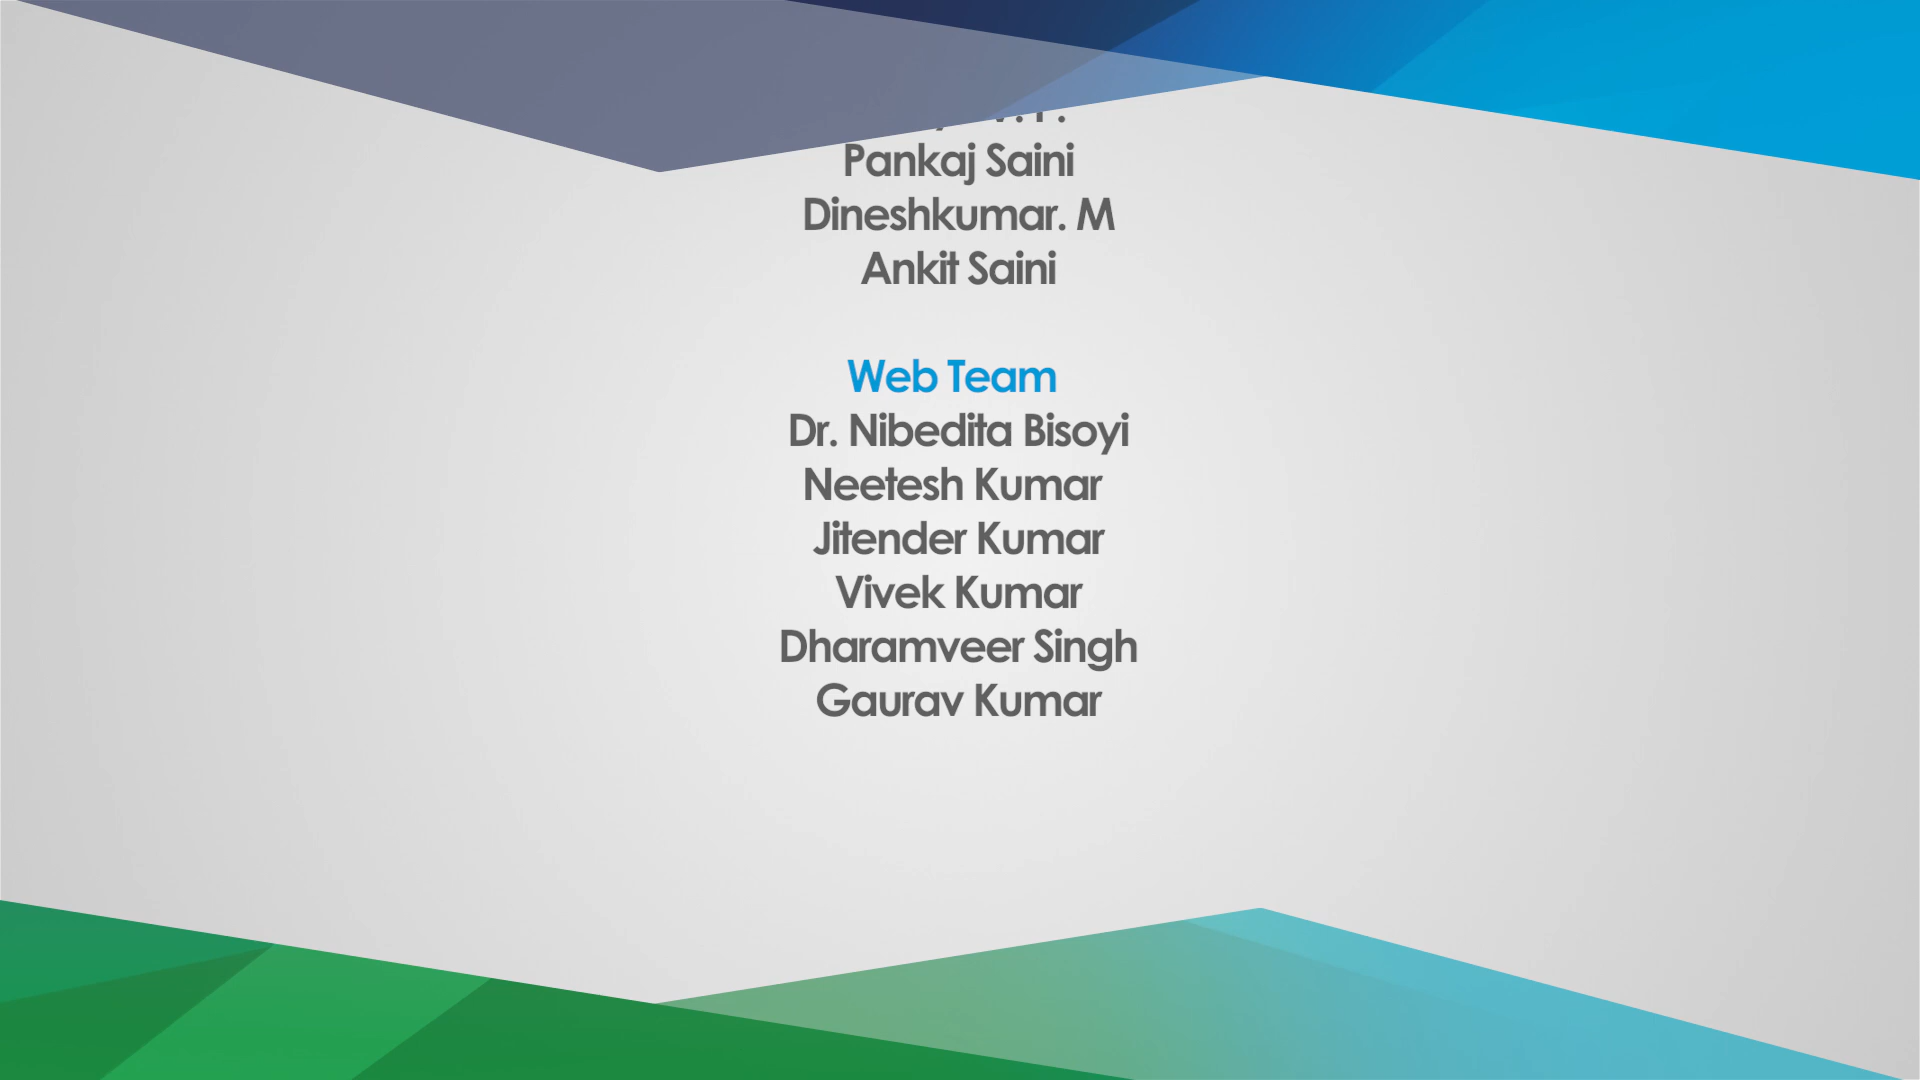 Pankaj Saini
Dineshkumar. M
Ankit Saini
Web Team
Dr. Nibedita Bisoyi
Neetesh Kumar
Jitender Kumar
Vivek Kumar
Dharamveer Singh
Gaurav Kumar